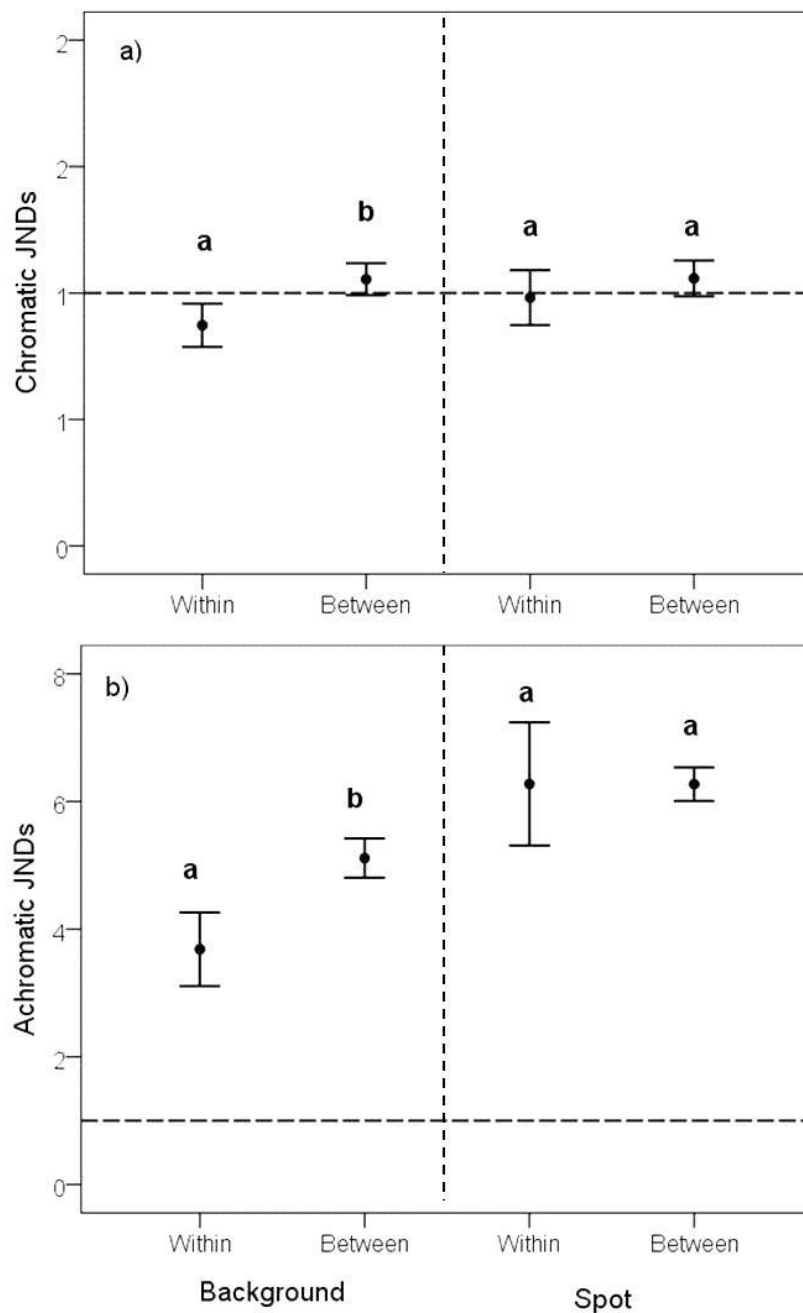 a)
Chromatic JNDs
2
2
1
1
0
a
b
a
a
Within
Between
Within
Between
b)
Achromatic JNDs
8
6
4
2
0
a
b
a
a
Within
Between
Within
Between
Background
Spot